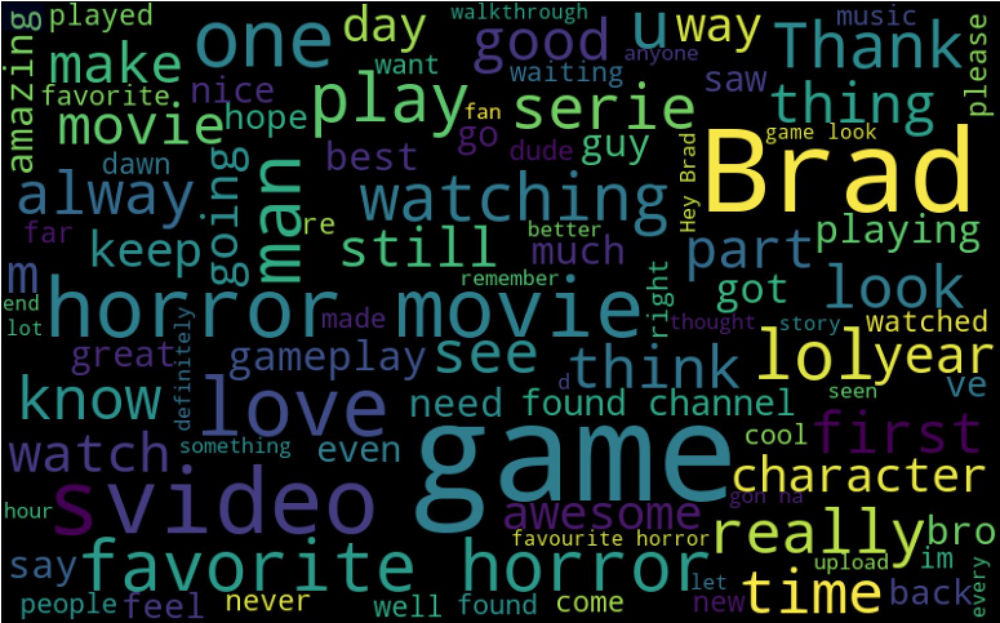 amazing
played
one
day
walkthrough
good
u
way
music
Thank
please
make
want
waiting
anyone
saw
favorite
nice
play
fan
serie
thing
movie
hope
go
dude
guy
game look
Hey Brad
Brad
dawn
best
alway
going
man
watching
far
keep
re
still
better
much
part
playing
m
remember
right
got
look
end
lot
horror movie
made
thought
story
watched
great
definitely
gameplay
see
think
d
lol
year
know
love
need
found channel
seen
ve
watch
something
even
game
cool
first
character
hour
s
video
awesome
gon na
favourite horror
really
bro
say
favorite horror
upload
im
every
people
feel
never
well
found
come
let
new
time
back